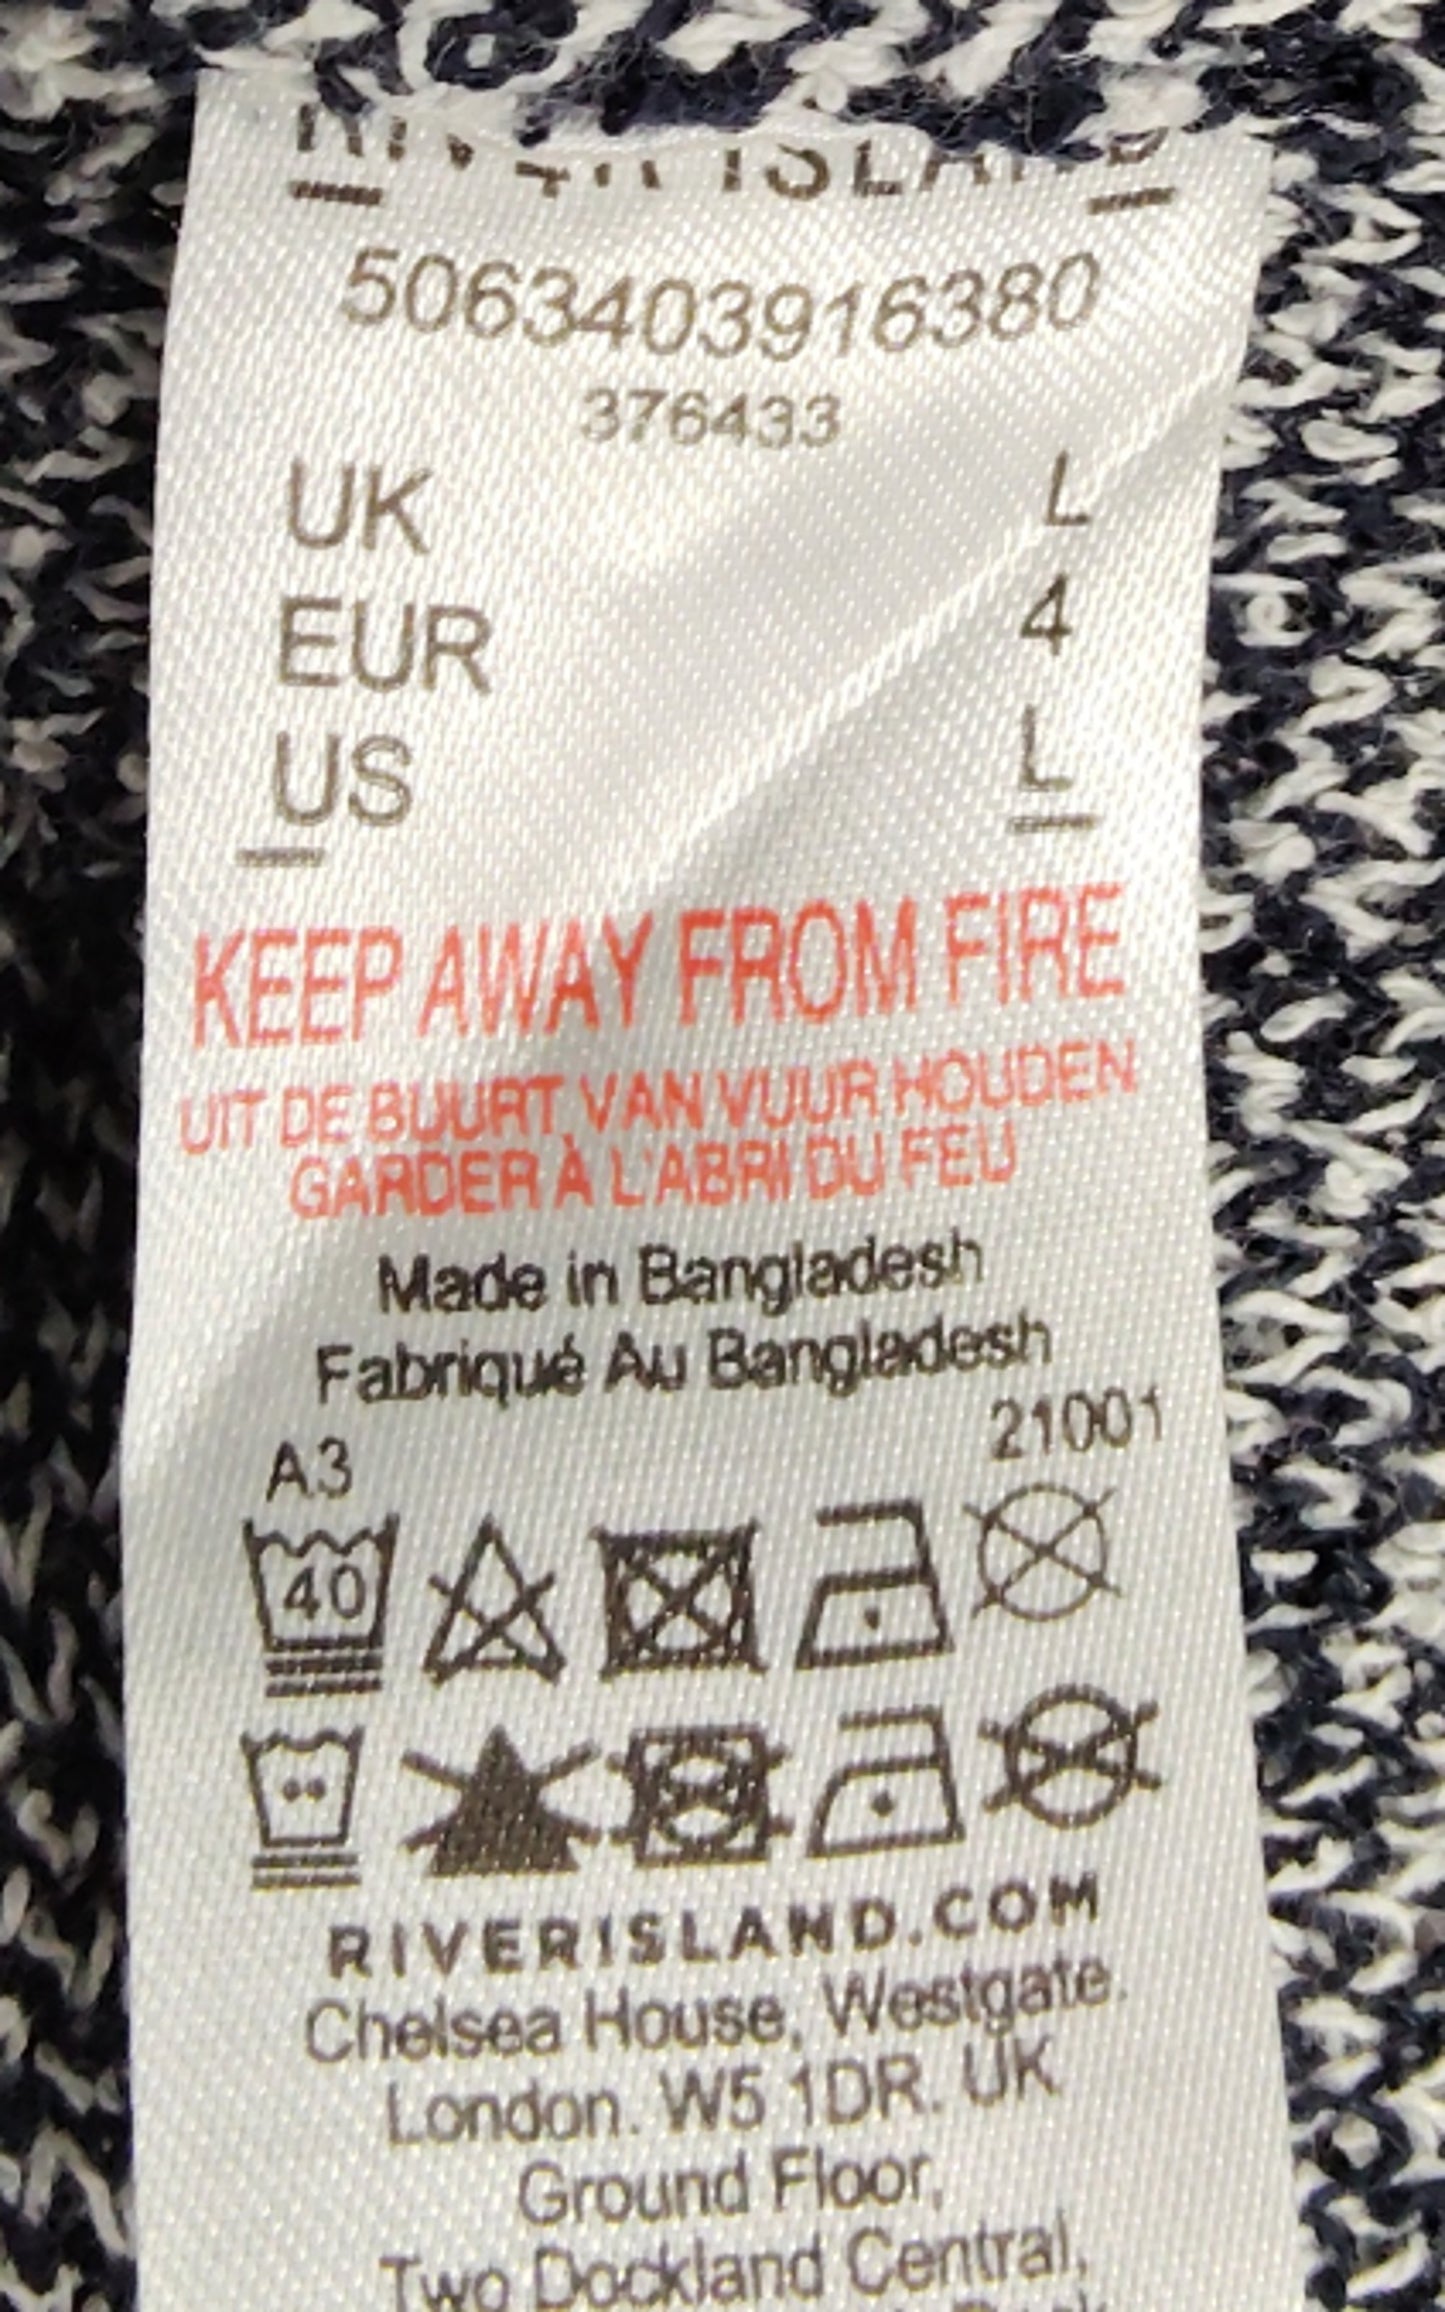 RIVER ISLAND
5063403916380
376433
UK L
EUR 4
US L
KEEP AWAY FROM FIRE
UIT DE BUURT VAN VUUR HOUDEN
GARDER À L'ABRI DU FEU
Made in Bangladesh
Fabriqué Au Bangladesh
A3 21001
40
RIVERISLAND.COM
Chelsea House, Westgate.
London. W5 1DR. UK
Ground Floor,
Two Dockland Central,